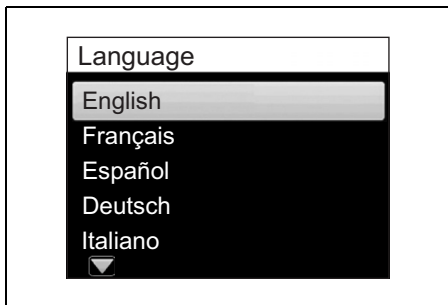 Language
English
Français
Español
Deutsch
Italiano